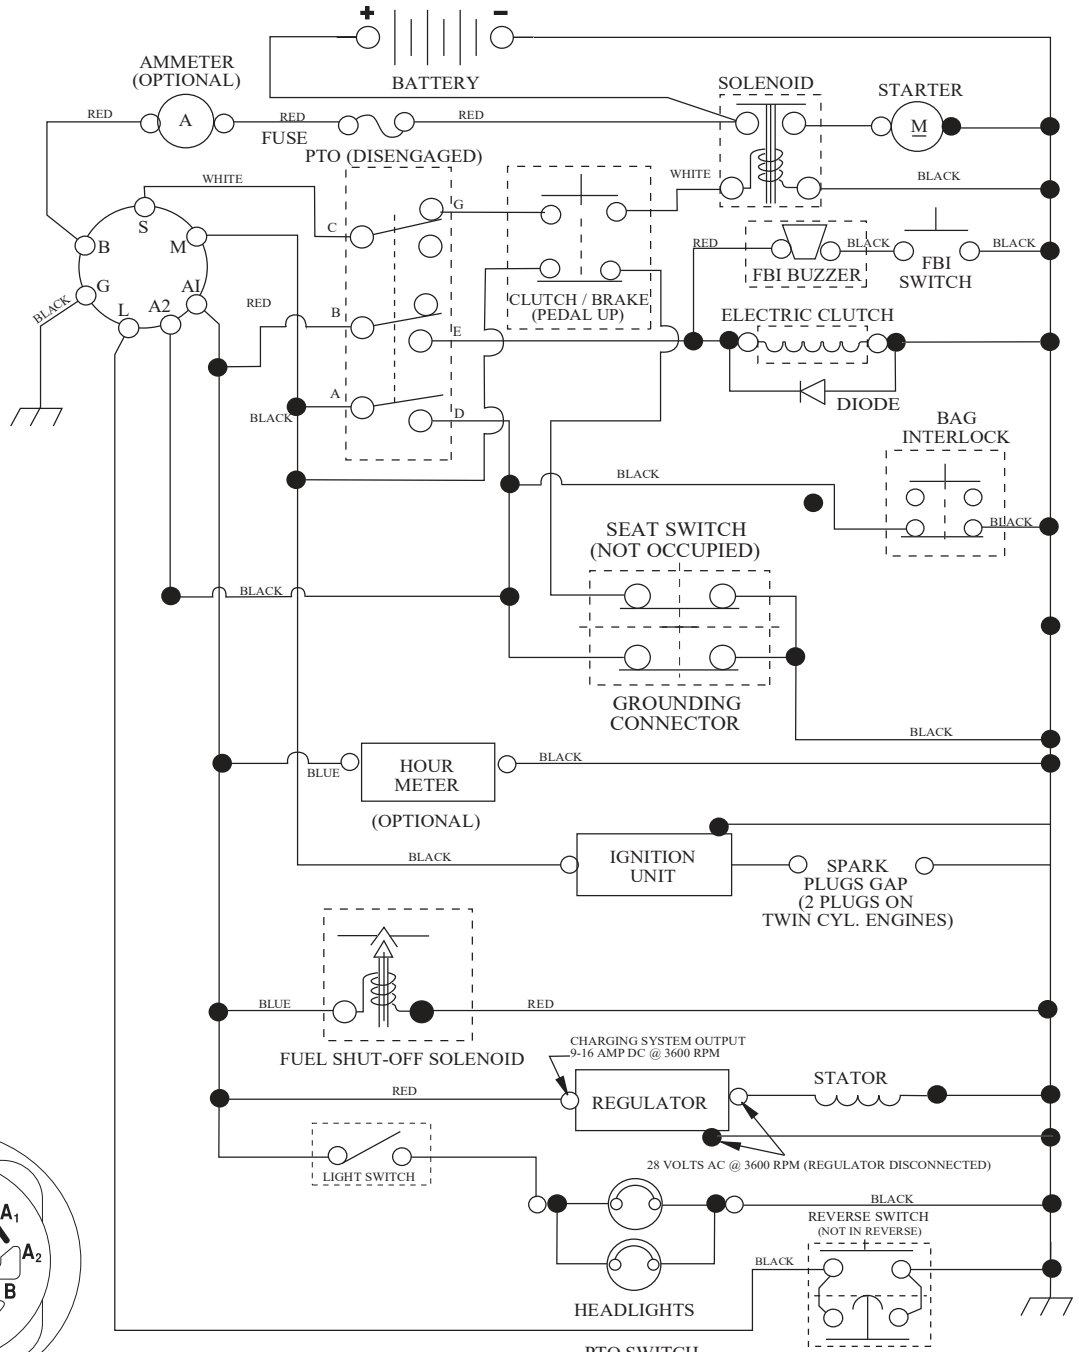 + −
BATTERY
AMMETER
(OPTIONAL)
SOLENOID
STARTER
RED
A
RED
FUSE
RED
M
PTO (DISENGAGED)
WHITE
WHITE
BLACK
S
B
M
G
L
A2
A1
BLACK
C
G
RED
BLACK
BLACK
FBI BUZZER
FBI
SWITCH
CLUTCH / BRAKE
(PEDAL UP)
RED
B
E
ELECTRIC CLUTCH
DIODE
A
BLACK
D
BAG
INTERLOCK
BLACK
BLACK
SEAT SWITCH
(NOT OCCUPIED)
BLACK
GROUNDING
CONNECTOR
BLACK
BLUE
HOUR
METER
BLACK
(OPTIONAL)
BLACK
IGNITION
UNIT
SPARK
PLUGS GAP
(2 PLUGS ON
TWIN CYL. ENGINES)
BLUE
RED
FUEL SHUT-OFF SOLENOID
CHARGING SYSTEM OUTPUT
9-16 AMP DC @ 3600 RPM
RED
REGULATOR
STATOR
28 VOLTS AC @ 3600 RPM (REGULATOR DISCONNECTED)
LIGHT SWITCH
BLACK
REVERSE SWITCH
(NOT IN REVERSE)
BLACK
HEADLIGHTS
A1
A2
B
PTO SWITCH